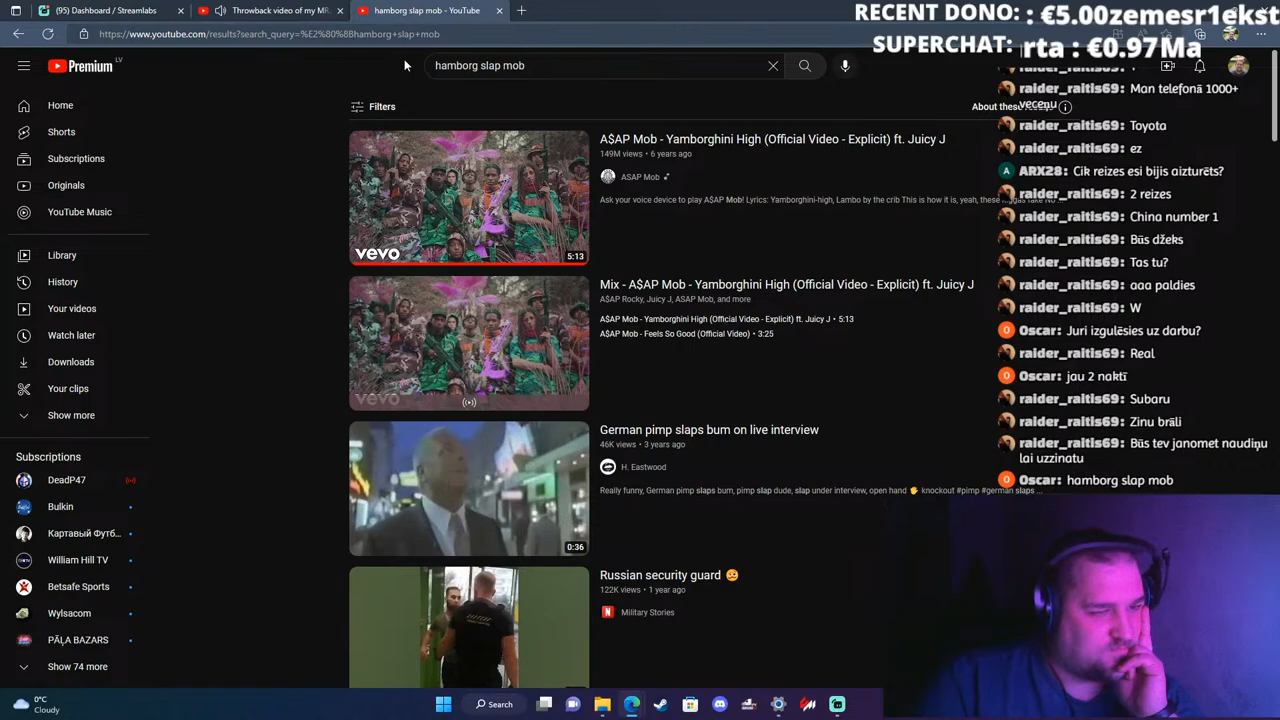 (95) Dashboard / Streamlabs
Throwback video of my MR.
hamborg slap mob - YouTube
https://www.youtube.com/results?search_query=%E2%80%8Bhamborg+slap+mob
RECENT DONO: : €5.00zemesr1ekst
SUPERCHAT: rta : €0.97Ma
Premium
LV
hamborg slap mob
Home
Shorts
Subscriptions
Originals
YouTube Music
Library
History
Your videos
Watch later
Downloads
Your clips
Show more
Subscriptions
DeadP47
Bulkin
Картавый Футб...
William Hill TV
Betsafe Sports
Wylsacom
PĀĻA BAZARS
Show 74 more
Filters
About these
A$AP Mob - Yamborghini High (Official Video - Explicit) ft. Juicy J
149M views • 6 years ago
ASAP Mob
Ask your voice device to play A$AP Mob! Lyrics: Yamborghini-high, Lambo by the crib This is how it is, yeah, these
vevo
5:13
Mix - A$AP Mob - Yamborghini High (Official Video - Explicit) ft. Juicy J
A$AP Rocky, Juicy J, ASAP Mob, and more
A$AP Mob - Yamborghini High (Official Video - Explicit) ft. Juicy J • 5:13
A$AP Mob - Feels So Good (Official Video) • 3:25
vevo
German pimp slaps bum on live interview
46K views • 3 years ago
H. Eastwood
Really funny, German pimp slaps bum, pimp slap dude, slap under interview, open hand 🖐 knockout #pimp #german slaps ...
0:36
Russian security guard 🤕
122K views • 1 year ago
Military Stories
raider_raitis69:
raider_raitis69: Man telefonā 1000+
veceņu
raider_raitis69: Toyota
raider_raitis69: ez
ARX28: Cik reizes esi bijis aizturēts?
raider_raitis69: 2 reizes
raider_raitis69: China number 1
raider_raitis69: Būs džeks
raider_raitis69: Tas tu?
raider_raitis69: aaa paldies
raider_raitis69: W
Oscar: Juri izgulēsies uz darbu?
raider_raitis69: Real
Oscar: jau 2 naktī
raider_raitis69: Subaru
raider_raitis69: Zinu brāli
raider_raitis69: Būs tev janomet naudiņu
lai uzzinatu
Oscar: hamborg slap mob
0°C
Cloudy
Search